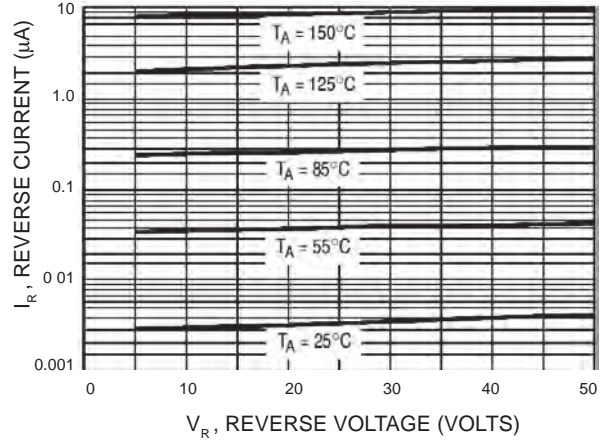 10
1.0
0.1
0 01
0.001
I_R , REVERSE CURRENT (μA)
T_A = 150°C
T_A = 125°C
T_A = 85°C
T_A = 55°C
T_A = 25°C
0 10 20 30 40 50
V_R , REVERSE VOLTAGE (VOLTS)